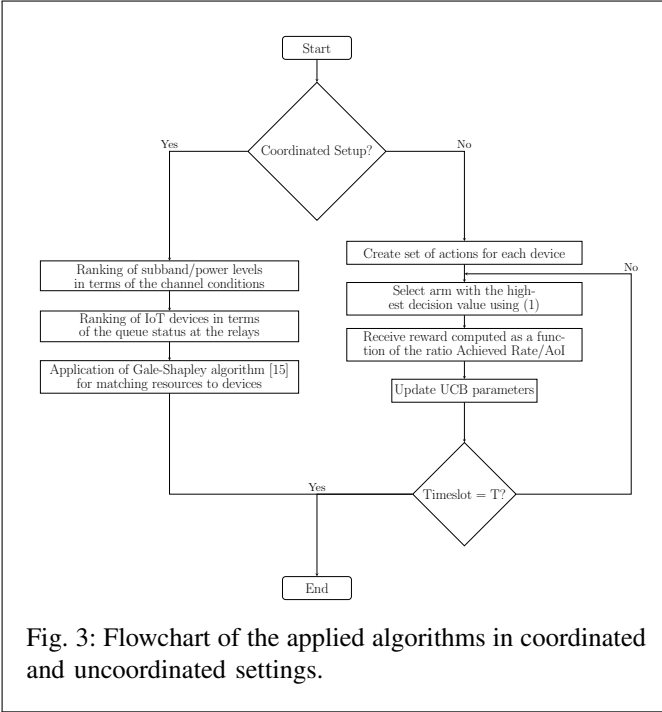 Start
Coordinated Setup?
Yes
No
Ranking of subband/power levels
in terms of the channel conditions
Ranking of IoT devices in terms
of the queue status at the relays
Application of Gale-Shapley algorithm [15]
for matching resources to devices
Create set of actions for each device
No
Select arm with the high-
est decision value using (1)
Receive reward computed as a func-
tion of the ratio Achieved Rate/AoI
Update UCB parameters
Yes
Timeslot = T?
End
Fig. 3: Flowchart of the applied algorithms in coordinated
and uncoordinated settings.